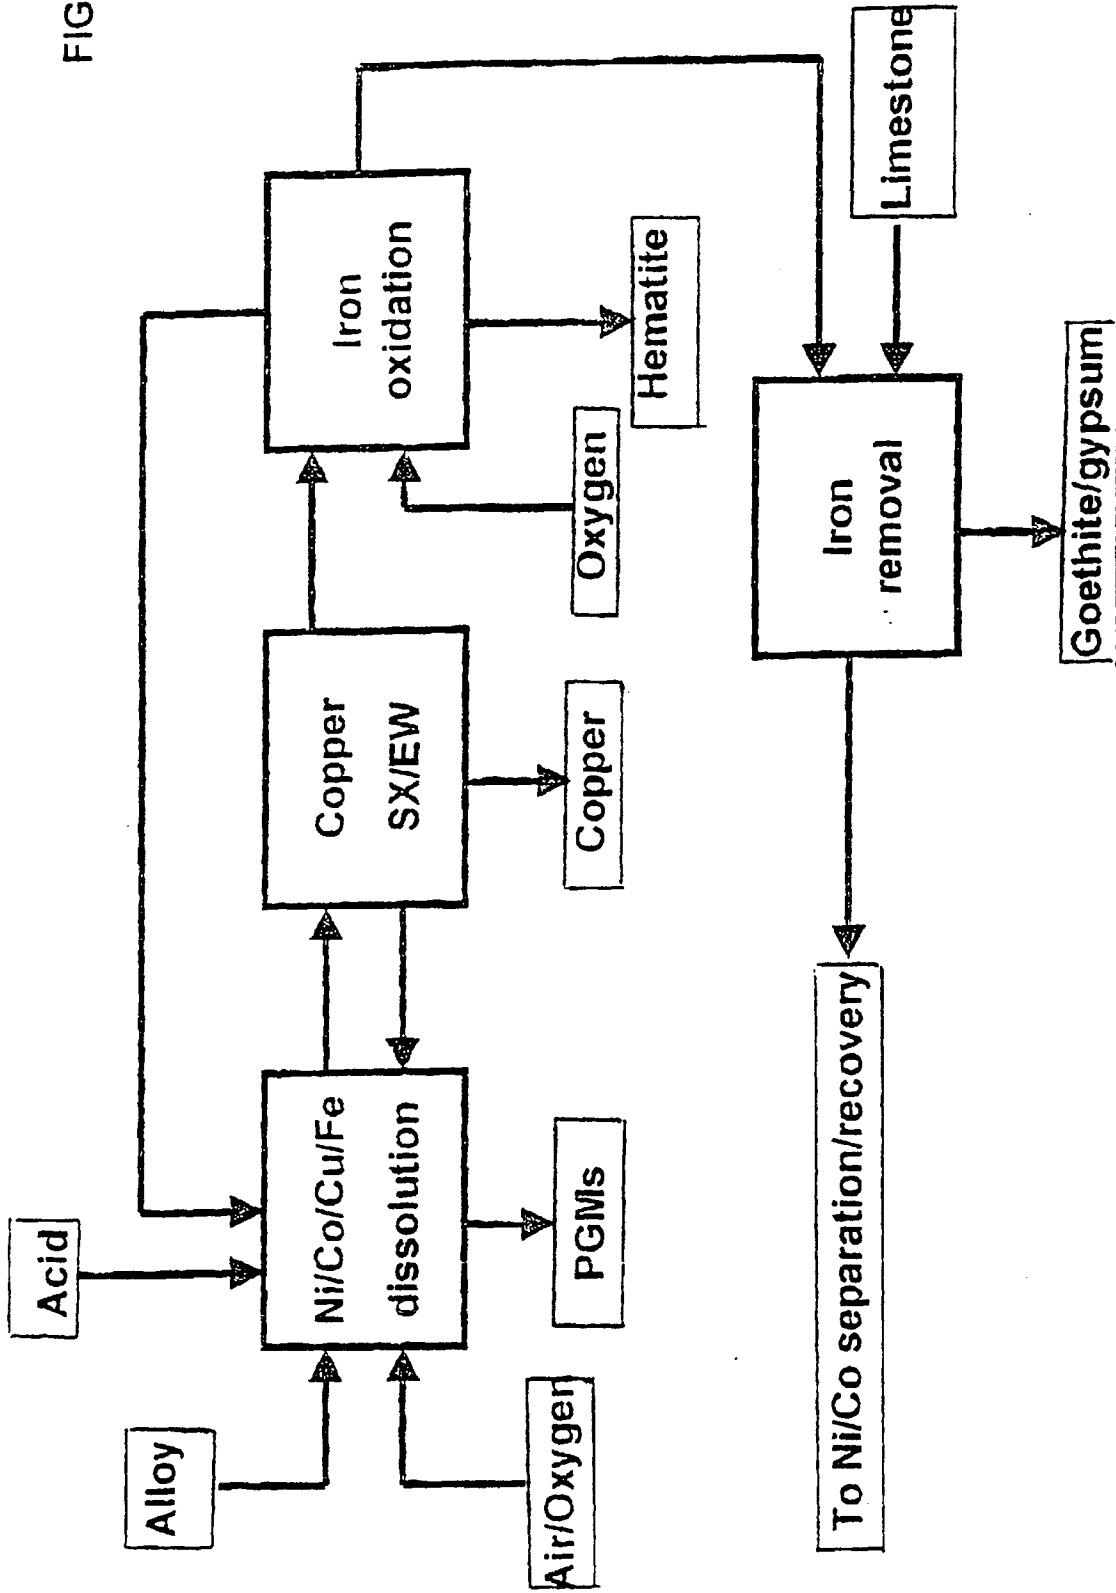 FIG
Acid
Alloy
Ni/Co/Cu/Fe
dissolution
Copper
SX/EW
Iron
oxidation
Air/Oxygen
PGMs
Copper
Oxygen
Hematite
To Ni/Co separation/recovery
Iron
removal
Limestone
Goethite/gypsum